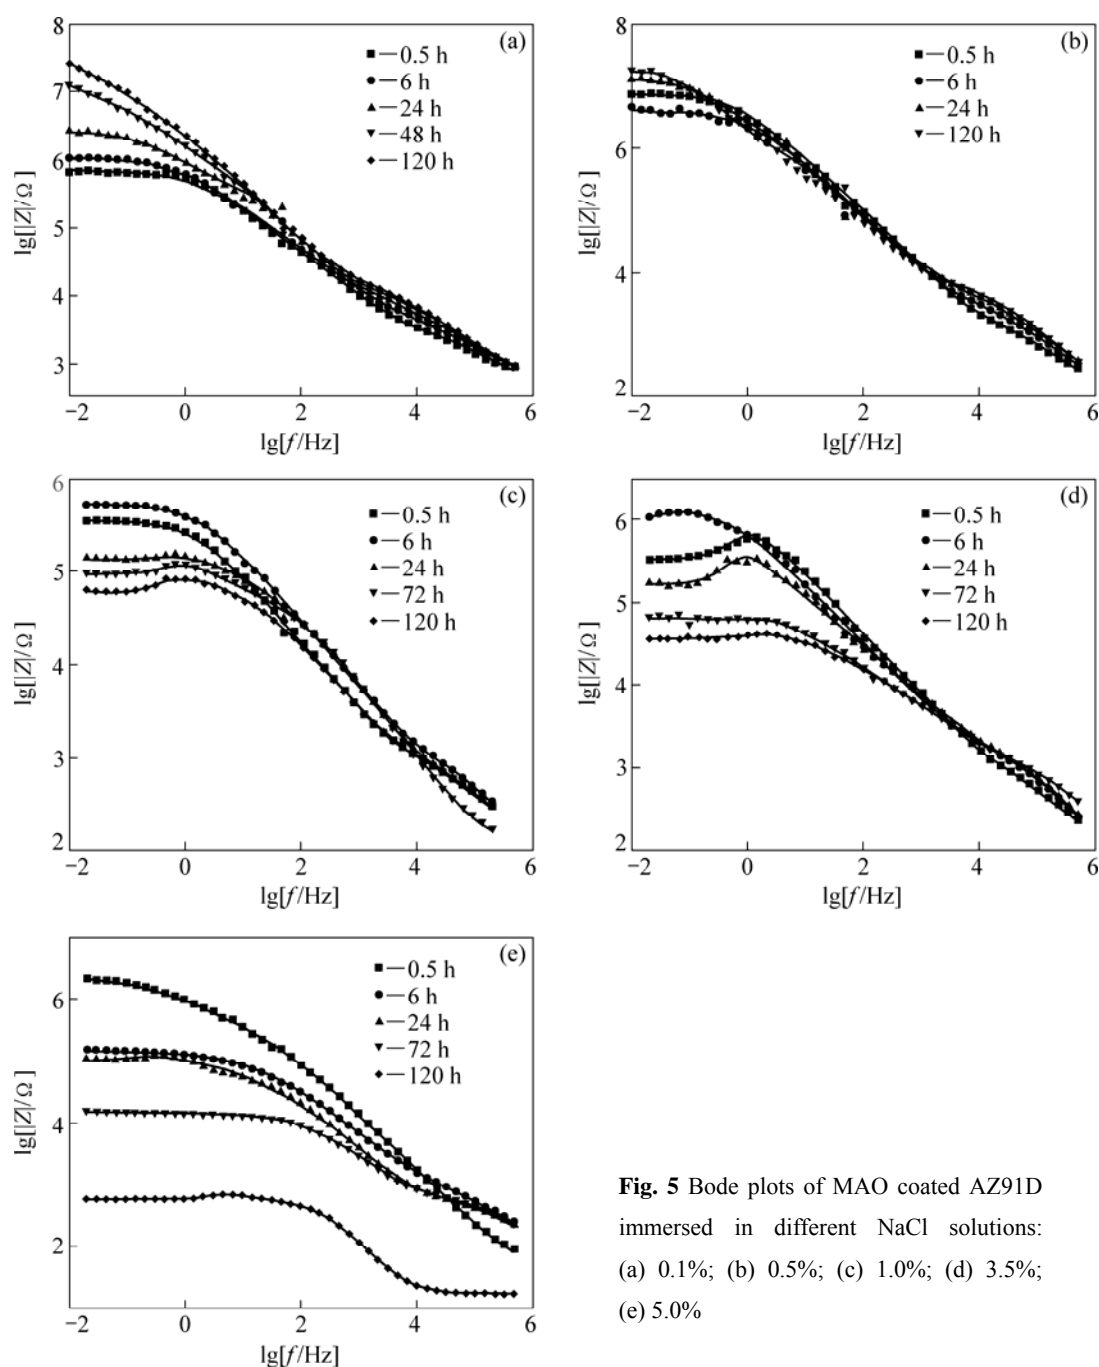 8
7
6
5
4
3
−2
0
2
4
6
lg[|Z|/Ω]
lg[f/Hz]
(a)
0.5 h
6 h
24 h
48 h
120 h
8
6
4
2
−2
0
2
4
6
lg[|Z|/Ω]
lg[f/Hz]
(b)
0.5 h
6 h
24 h
120 h
6
5
4
3
2
−2
0
2
4
6
lg[|Z|/Ω]
lg[f/Hz]
(c)
0.5 h
6 h
24 h
72 h
120 h
6
5
4
3
2
−2
0
2
4
6
lg[|Z|/Ω]
lg[f/Hz]
(d)
0.5 h
6 h
24 h
72 h
120 h
6
4
2
−2
0
2
4
6
lg[|Z|/Ω]
lg[f/Hz]
(e)
0.5 h
6 h
24 h
72 h
120 h
Fig. 5 Bode plots of MAO coated AZ91D
immersed in different NaCl solutions:
(a) 0.1%; (b) 0.5%; (c) 1.0%; (d) 3.5%;
(e) 5.0%